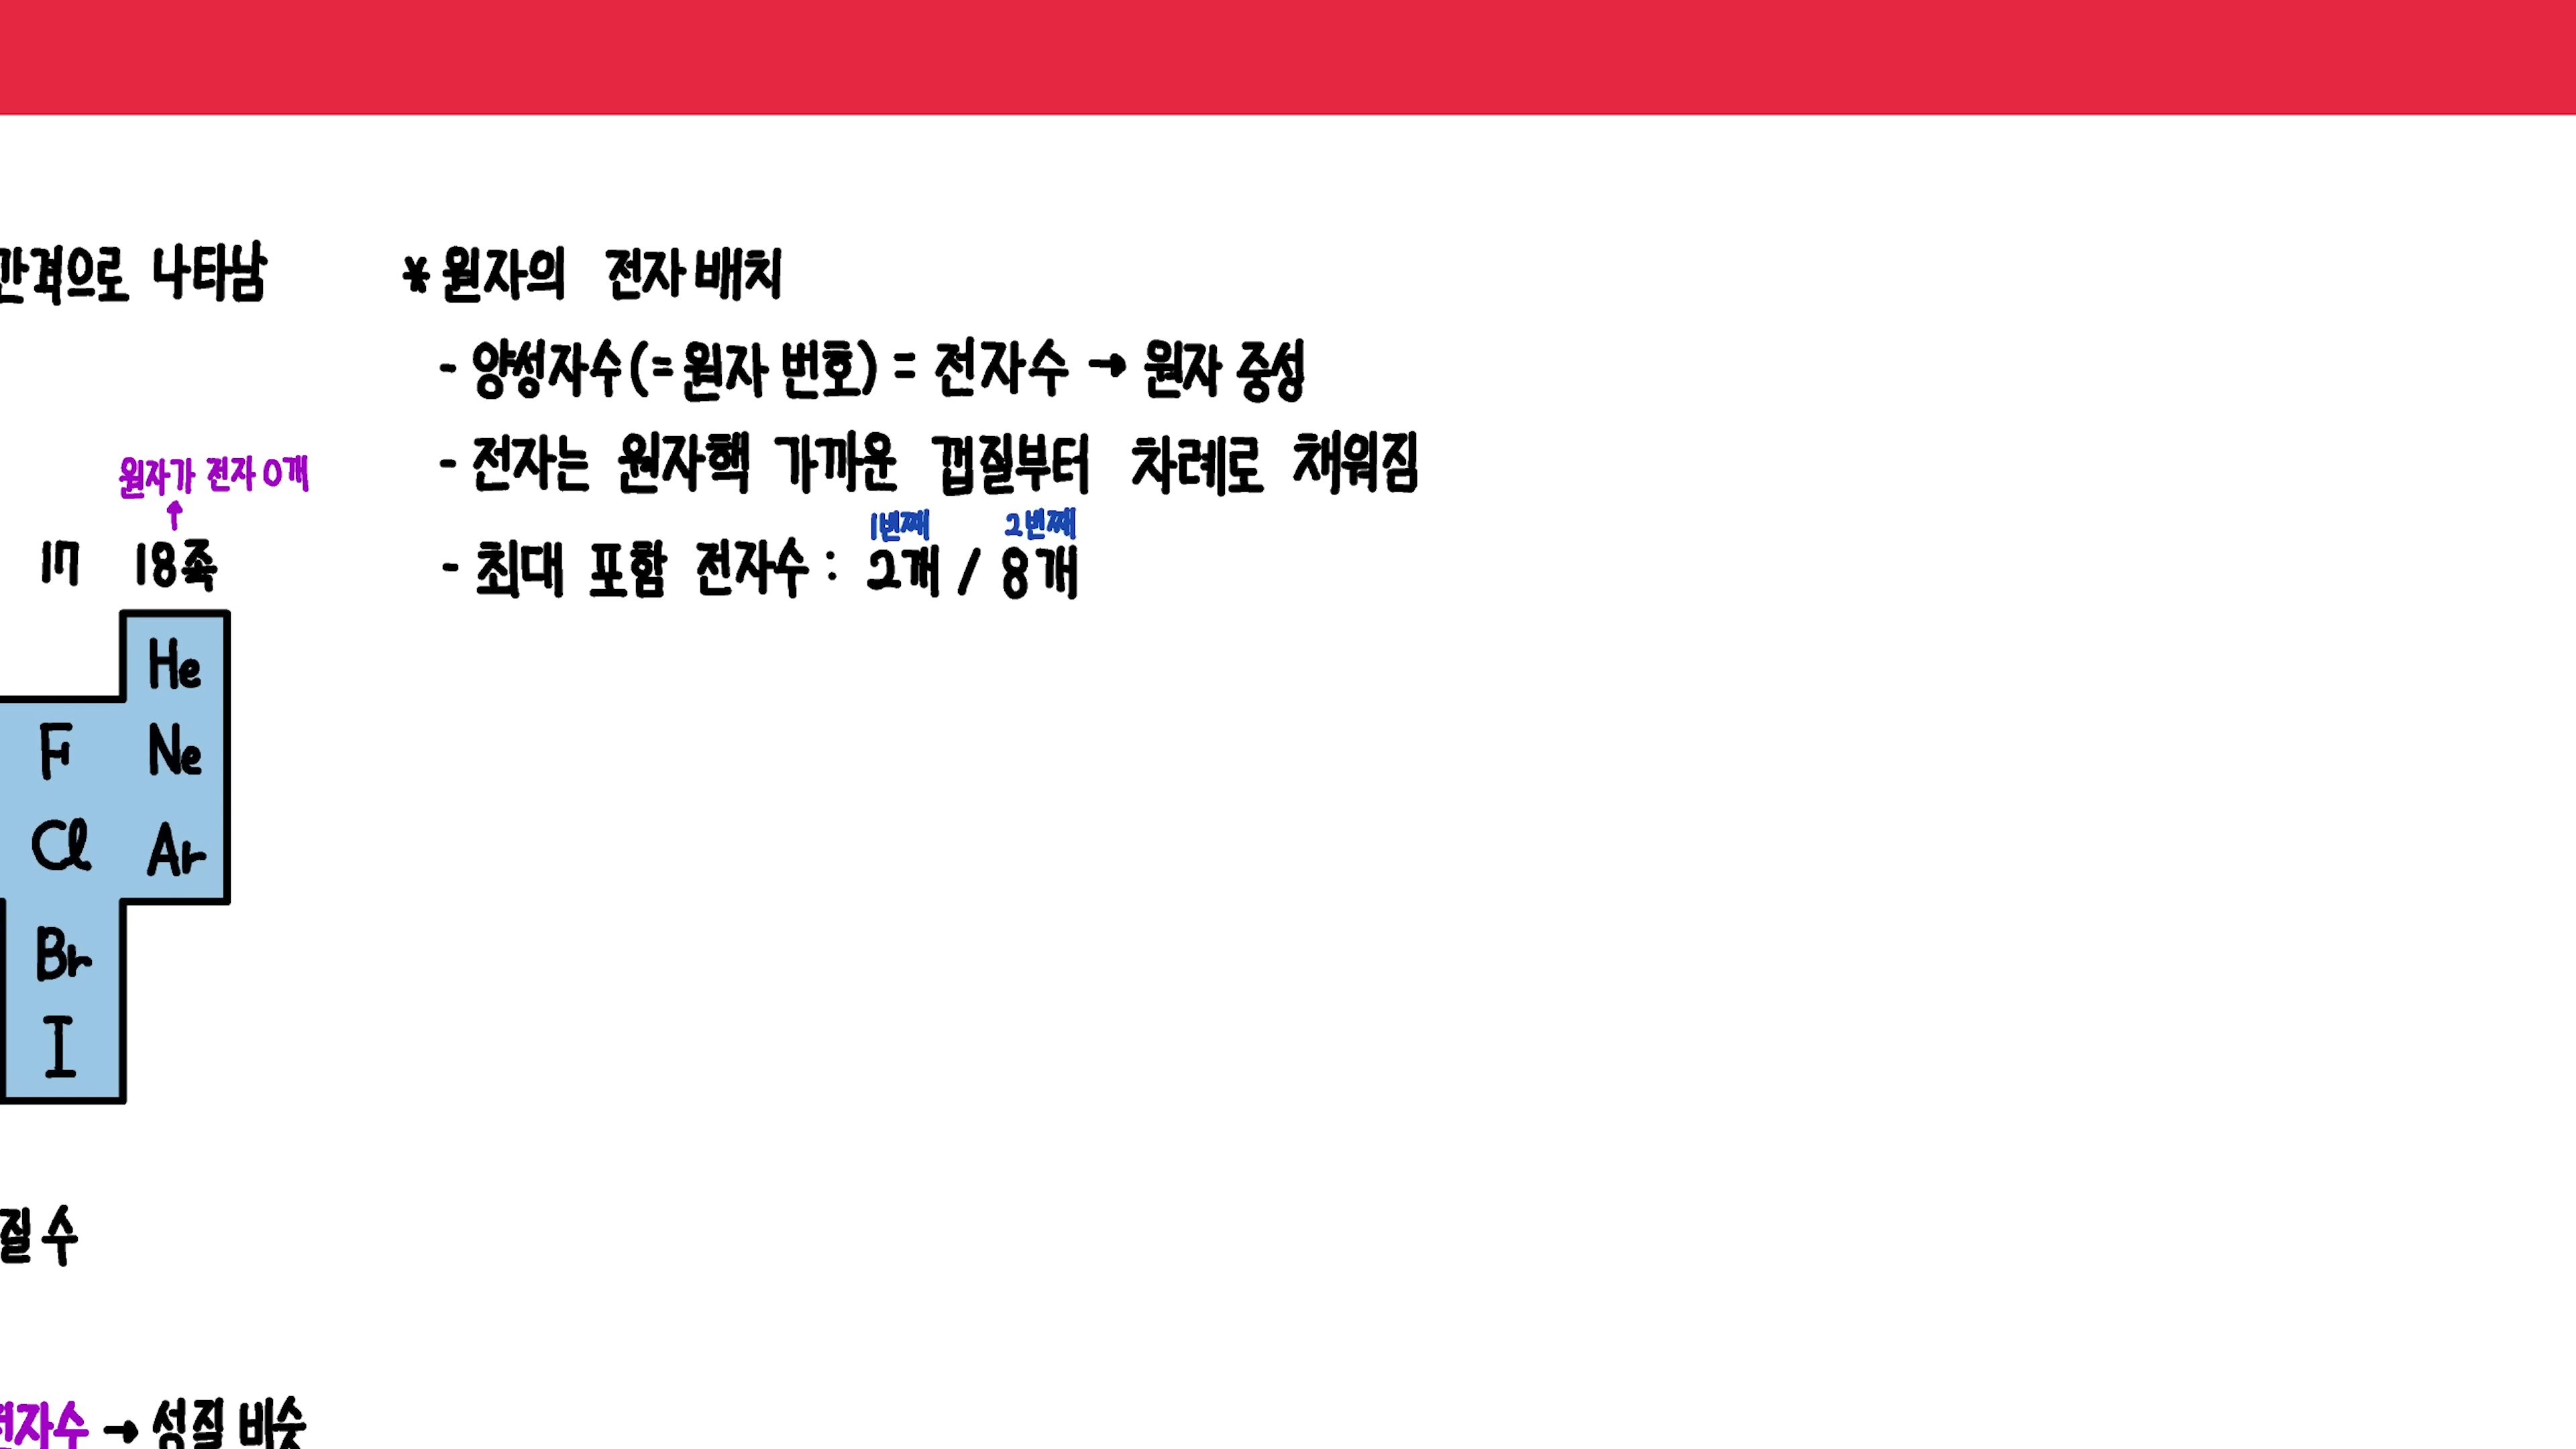 간격으로 나타남
* 원자의 전자 배치
- 양성자수(=원자 번호) = 전자수 → 원자 중성
- 전자는 원자핵 가까운 껍질부터 차례로 채워짐
1번째 2번째
- 최대 포함 전자수 : 2개 / 8개
원자가 전자 0개
↑
17 18족
He
F Ne
Cl Ar
Br
I
질 수
전자수 → 성질 비슷